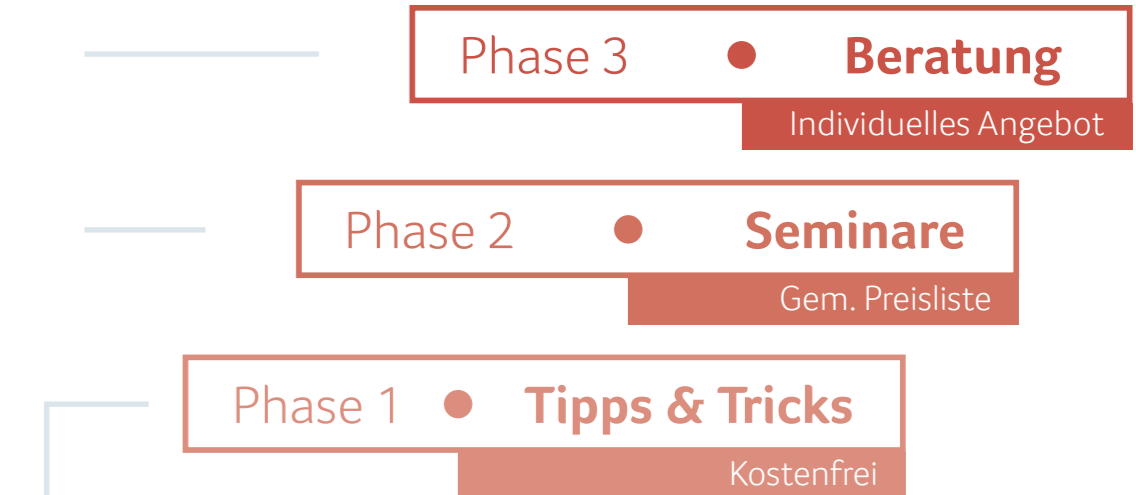 Phase 3 • Beratung
Individuelles Angebot
Phase 2 • Seminare
Gem. Preisliste
Phase 1 • Tipps & Tricks
Kostenfrei